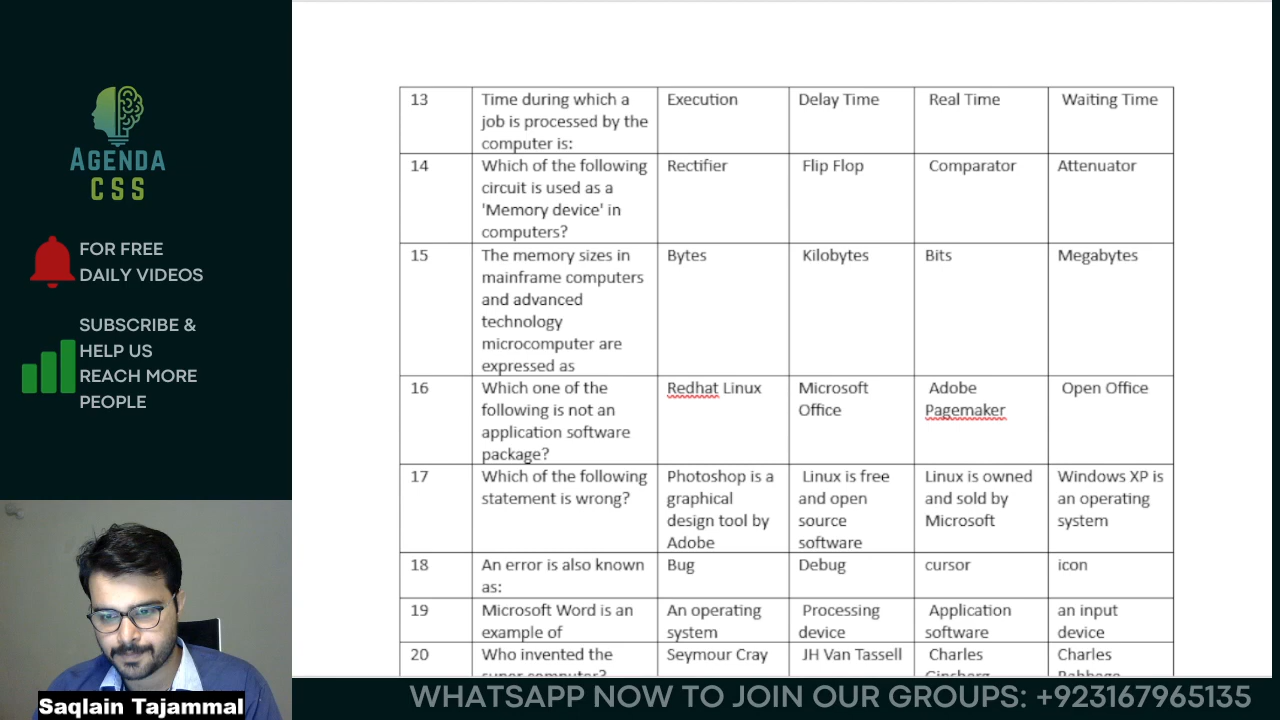 AGENDA
CSS
FOR FREE
DAILY VIDEOS
SUBSCRIBE &
HELP US
REACH MORE
PEOPLE
Saqlain Tajammal
13 Time during which a Execution Delay Time Real Time Waiting Time
job is processed by the
computer is:
14 Which of the following Rectifier Flip Flop Comparator Attenuator
circuit is used as a
'Memory device' in
computers?
15 The memory sizes in Bytes Kilobytes Bits Megabytes
mainframe computers
and advanced
technology
microcomputer are
expressed as
16 Which one of the Redhat Linux Microsoft Adobe Open Office
following is not an Office Pagemaker
application software
package?
17 Which of the following Photoshop is a Linux is free Linux is owned Windows XP is
statement is wrong? graphical and open and sold by an operating
design tool by source Microsoft system
Adobe software
18 An error is also known Bug Debug cursor icon
as:
19 Microsoft Word is an An operating Processing Application an input
example of system device software device
20 Who invented the Seymour Cray JH Van Tassell Charles Charles
WHATSAPP NOW TO JOIN OUR GROUPS: +923167965135